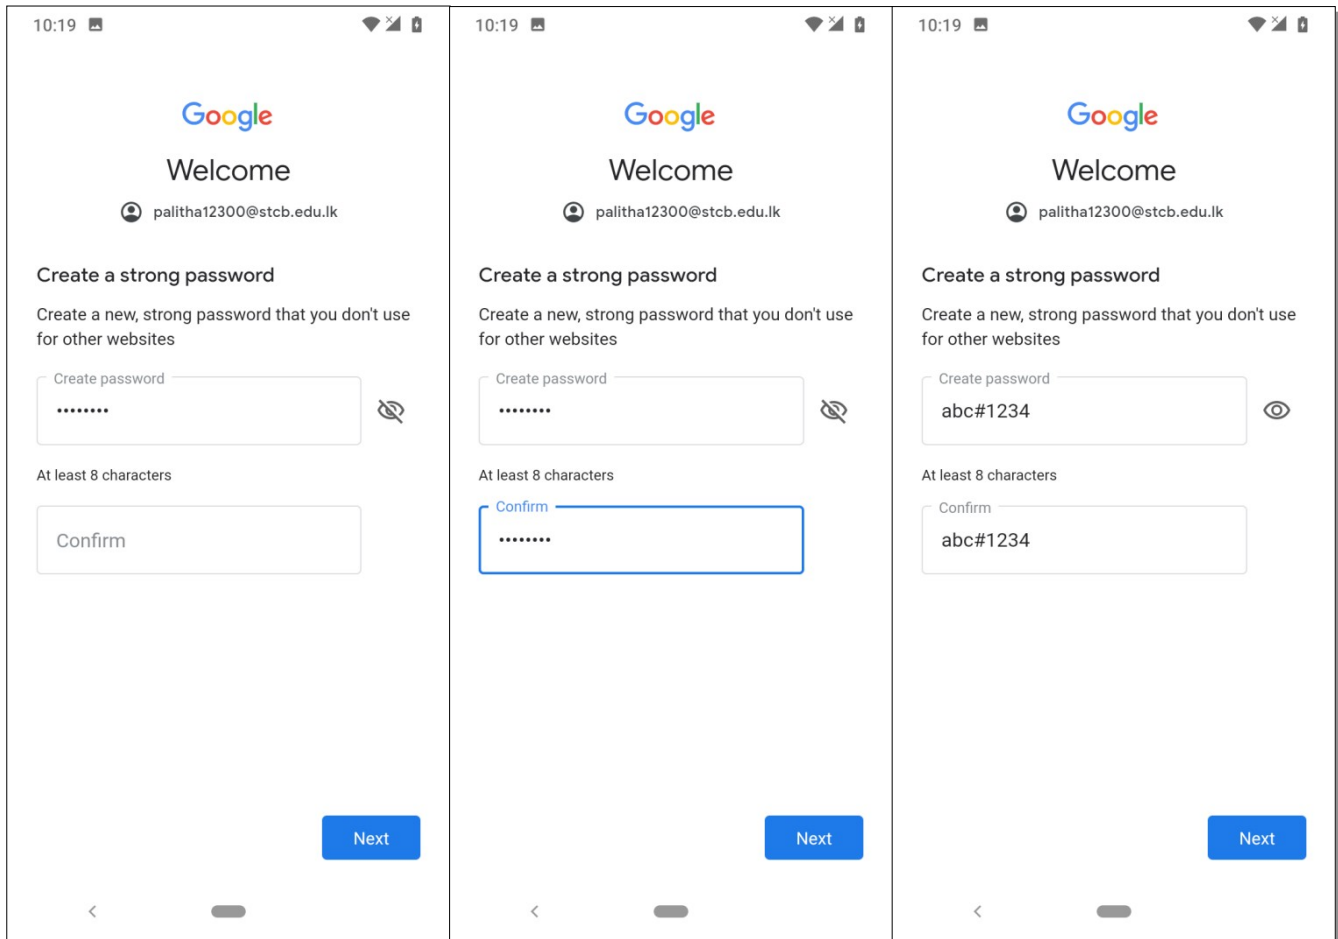 10:19
Google
Welcome
palitha12300@stcb.edu.lk
Create a strong password
Create a new, strong password that you don't use
for other websites
Create password
••••••••
At least 8 characters
Confirm
Next
10:19
Google
Welcome
palitha12300@stcb.edu.lk
Create a strong password
Create a new, strong password that you don't use
for other websites
Create password
••••••••
At least 8 characters
Confirm
••••••••
Next
10:19
Google
Welcome
palitha12300@stcb.edu.lk
Create a strong password
Create a new, strong password that you don't use
for other websites
Create password
abc#1234
At least 8 characters
Confirm
abc#1234
Next